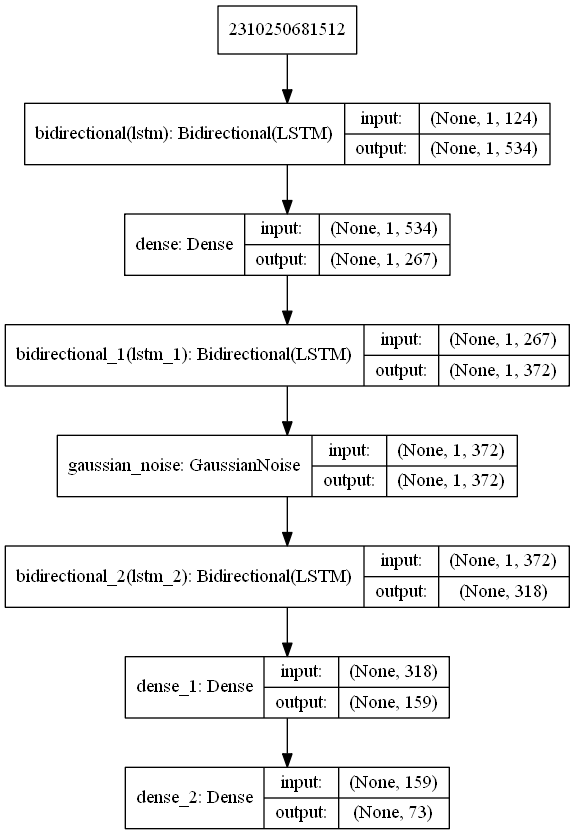 2310250681512
bidirectional(lstm): Bidirectional(LSTM)
input: (None, 1, 124)
output: (None, 1, 534)
dense: Dense
input: (None, 1, 534)
output: (None, 1, 267)
bidirectional_1(lstm_1): Bidirectional(LSTM)
input: (None, 1, 267)
output: (None, 1, 372)
gaussian_noise: GaussianNoise
input: (None, 1, 372)
output: (None, 1, 372)
bidirectional_2(lstm_2): Bidirectional(LSTM)
input: (None, 1, 372)
output: (None, 318)
dense_1: Dense
input: (None, 318)
output: (None, 159)
dense_2: Dense
input: (None, 159)
output: (None, 73)